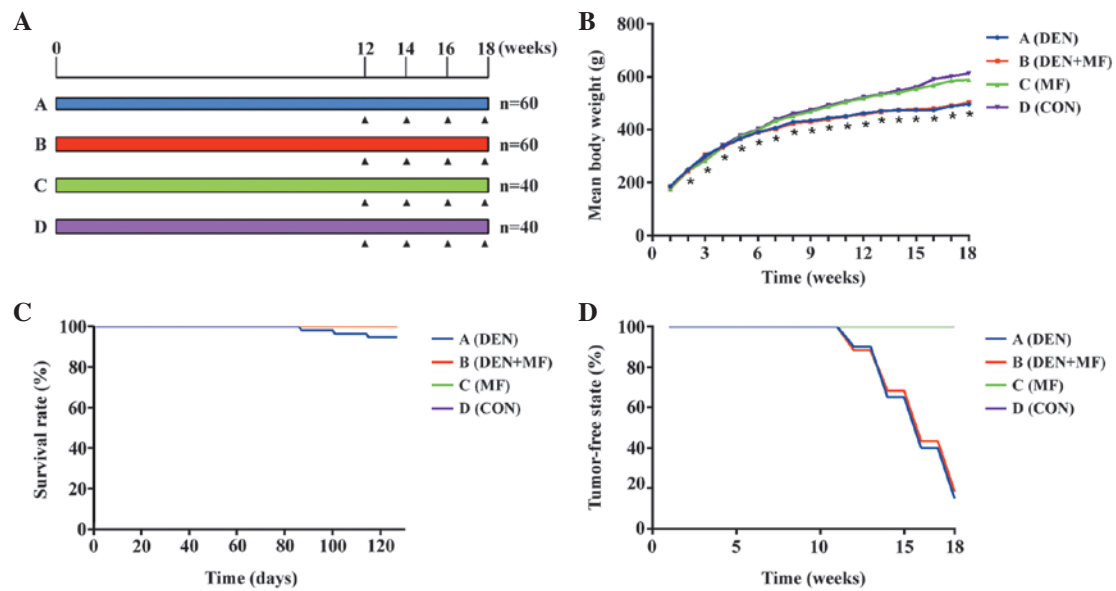 A
0 12 14 16 18 (weeks)
A n=60
B n=60
C n=40
D n=40
B
Mean body weight (g)
800
600
400
200
0
0 3 6 9 12 15 18
Time (weeks)
* * * * * * * * * * * * * * * * *
A (DEN)
B (DEN+MF)
C (MF)
D (CON)
C
Survival rate (%)
100
80
60
40
20
0
0 20 40 60 80 100 120
Time (days)
A (DEN)
B (DEN+MF)
C (MF)
D (CON)
D
Tumor-free state (%)
100
80
60
40
20
0
0 5 10 15 18
Time (weeks)
A (DEN)
B (DEN+MF)
C (MF)
D (CON)